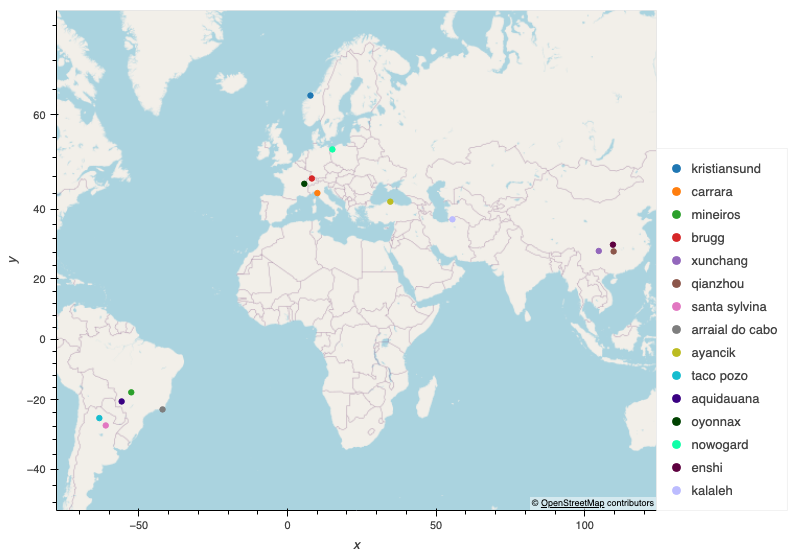 60
40
20
0
−20
−40
y
−50
0
50
100
x
© OpenStreetMap contributors
kristiansund
carrara
mineiros
brugg
xunchang
qianzhou
santa sylvina
arraial do cabo
ayancik
taco pozo
aquidauana
oyonnax
nowogard
enshi
kalaleh